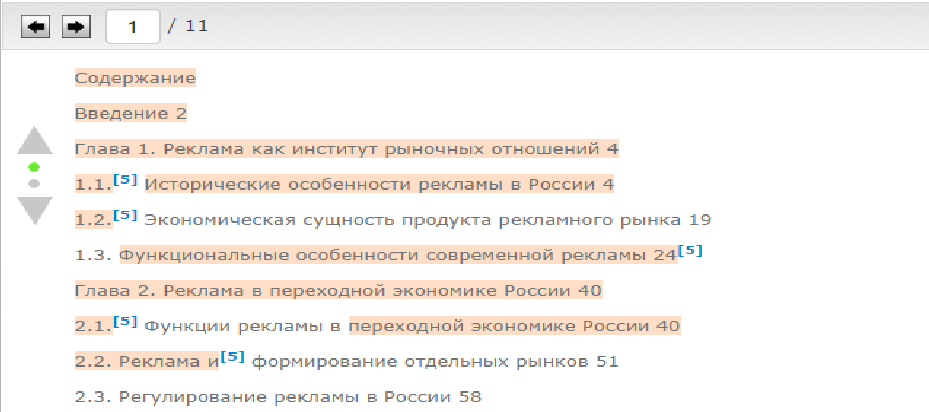 1 / 11
Содержание
Введение 2
Глава 1. Реклама как институт рыночных отношений 4
1.1.[5] Исторические особенности рекламы в России 4
1.2.[5] Экономическая сущность продукта рекламного рынка 19
1.3. Функциональные особенности современной рекламы 24[5]
Глава 2. Реклама в переходной экономике России 40
2.1.[5] Функции рекламы в переходной экономике России 40
2.2. Реклама и[5] формирование отдельных рынков 51
2.3. Регулирование рекламы в России 58